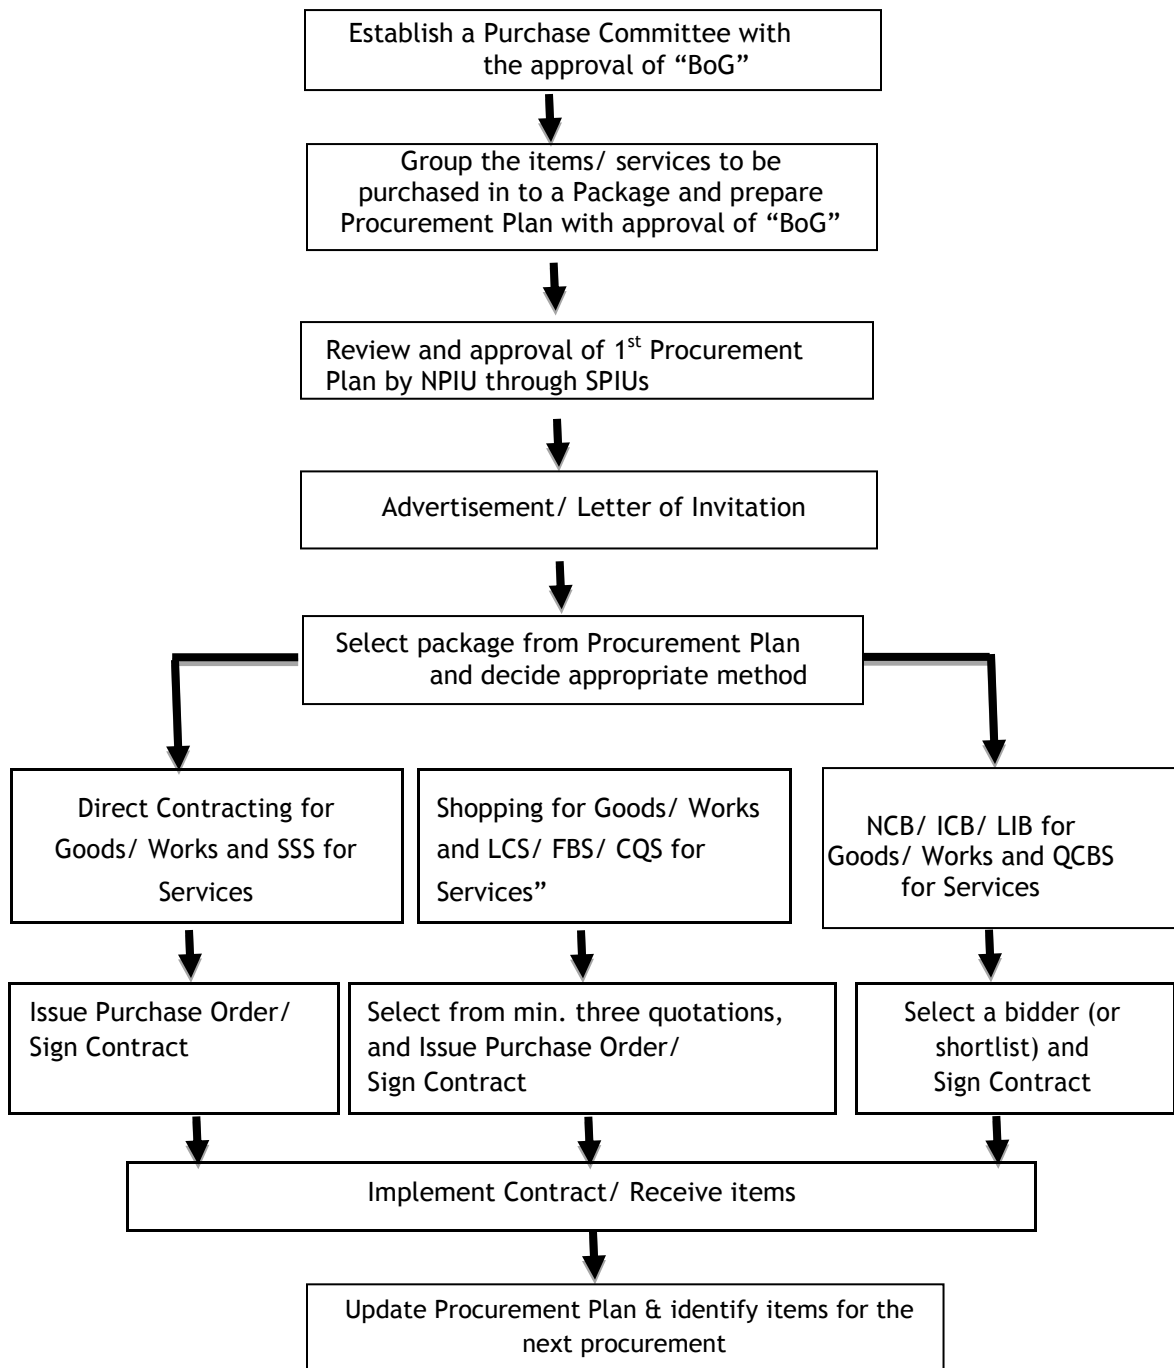 Establish a Purchase Committee with
the approval of “BoG”
Group the items/ services to be
purchased in to a Package and prepare
Procurement Plan with approval of “BoG”
Review and approval of 1st Procurement
Plan by NPIU through SPIUs
Advertisement/ Letter of Invitation
Select package from Procurement Plan
and decide appropriate method
Direct Contracting for
Goods/ Works and SSS for
Services
Shopping for Goods/ Works
and LCS/ FBS/ CQS for
Services”
NCB/ ICB/ LIB for
Goods/ Works and QCBS
for Services
Issue Purchase Order/
Sign Contract
Select from min. three quotations,
and Issue Purchase Order/
Sign Contract
Select a bidder (or
shortlist) and
Sign Contract
Implement Contract/ Receive items
Update Procurement Plan & identify items for the
next procurement